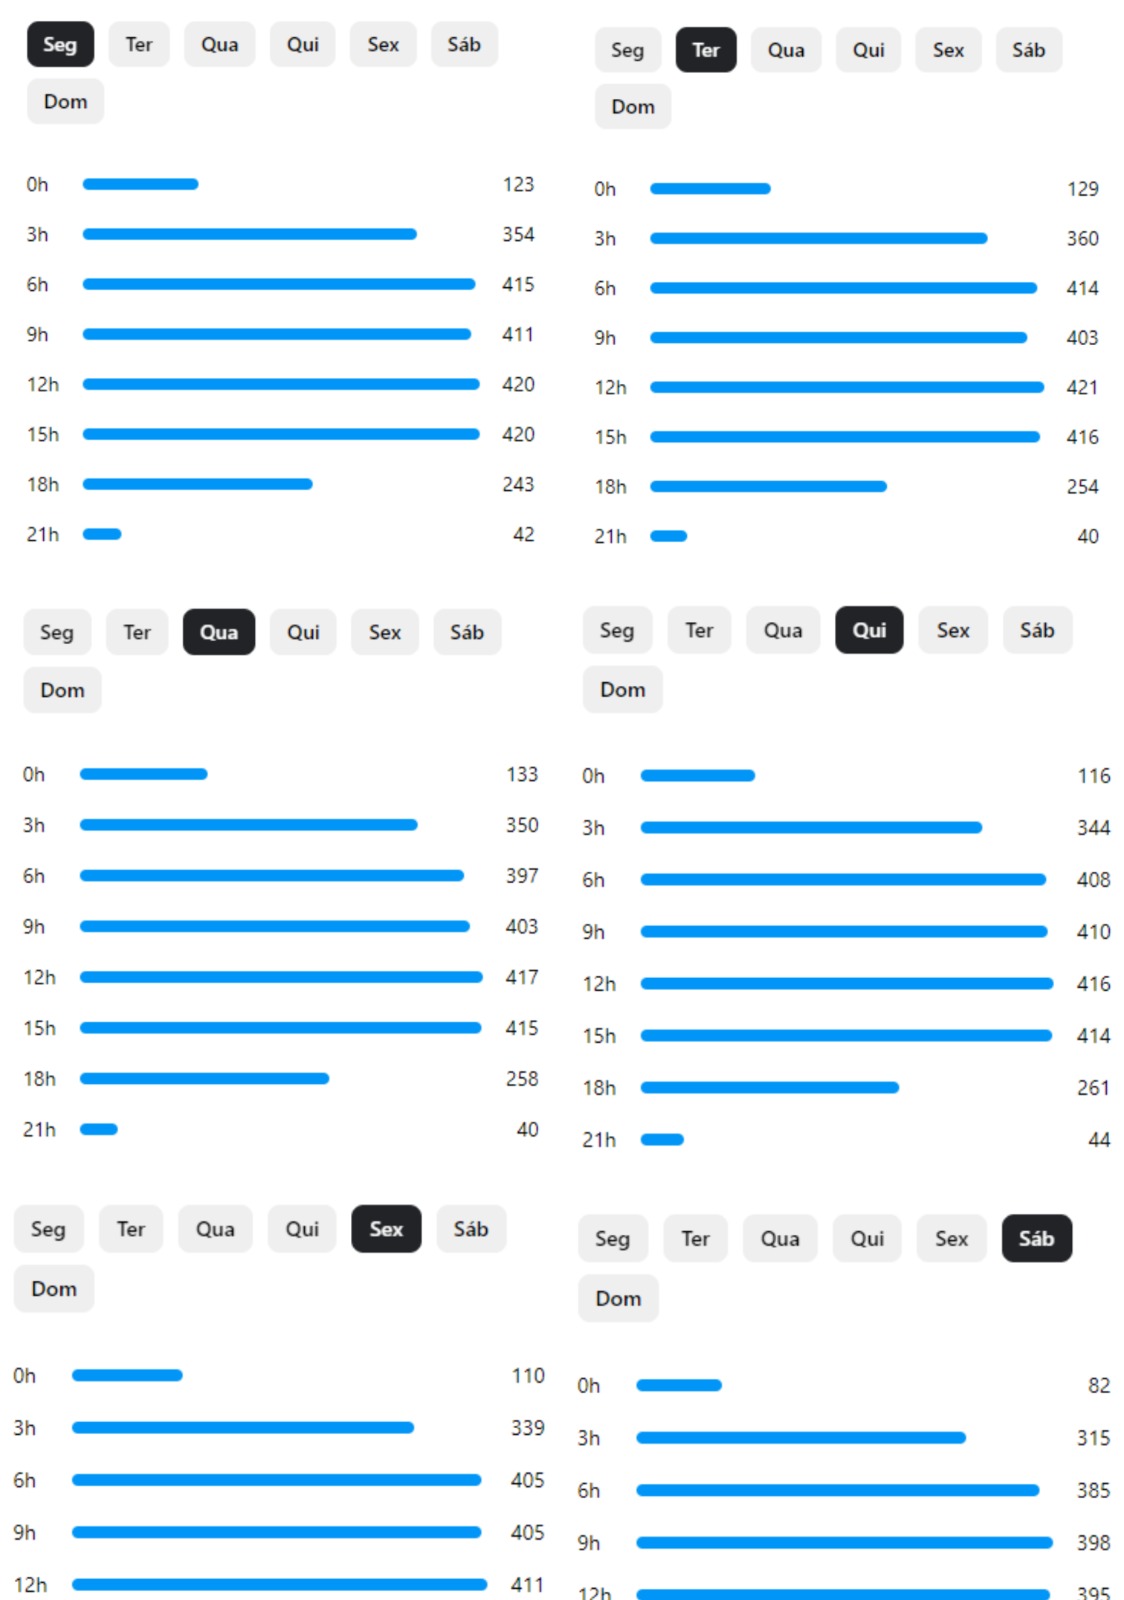 Seg Ter Qua Qui Sex Sáb
Dom
0h 123
3h 354
6h 415
9h 411
12h 420
15h 420
18h 243
21h 42
Seg Ter Qua Qui Sex Sáb
Dom
0h 129
3h 360
6h 414
9h 403
12h 421
15h 416
18h 254
21h 40
Seg Ter Qua Qui Sex Sáb
Dom
0h 133
3h 350
6h 397
9h 403
12h 417
15h 415
18h 258
21h 40
Seg Ter Qua Qui Sex Sáb
Dom
0h 116
3h 344
6h 408
9h 410
12h 416
15h 414
18h 261
21h 44
Seg Ter Qua Qui Sex Sáb
Dom
0h 110
3h 339
6h 405
9h 405
12h 411
Seg Ter Qua Qui Sex Sáb
Dom
0h 82
3h 315
6h 385
9h 398
12h 395